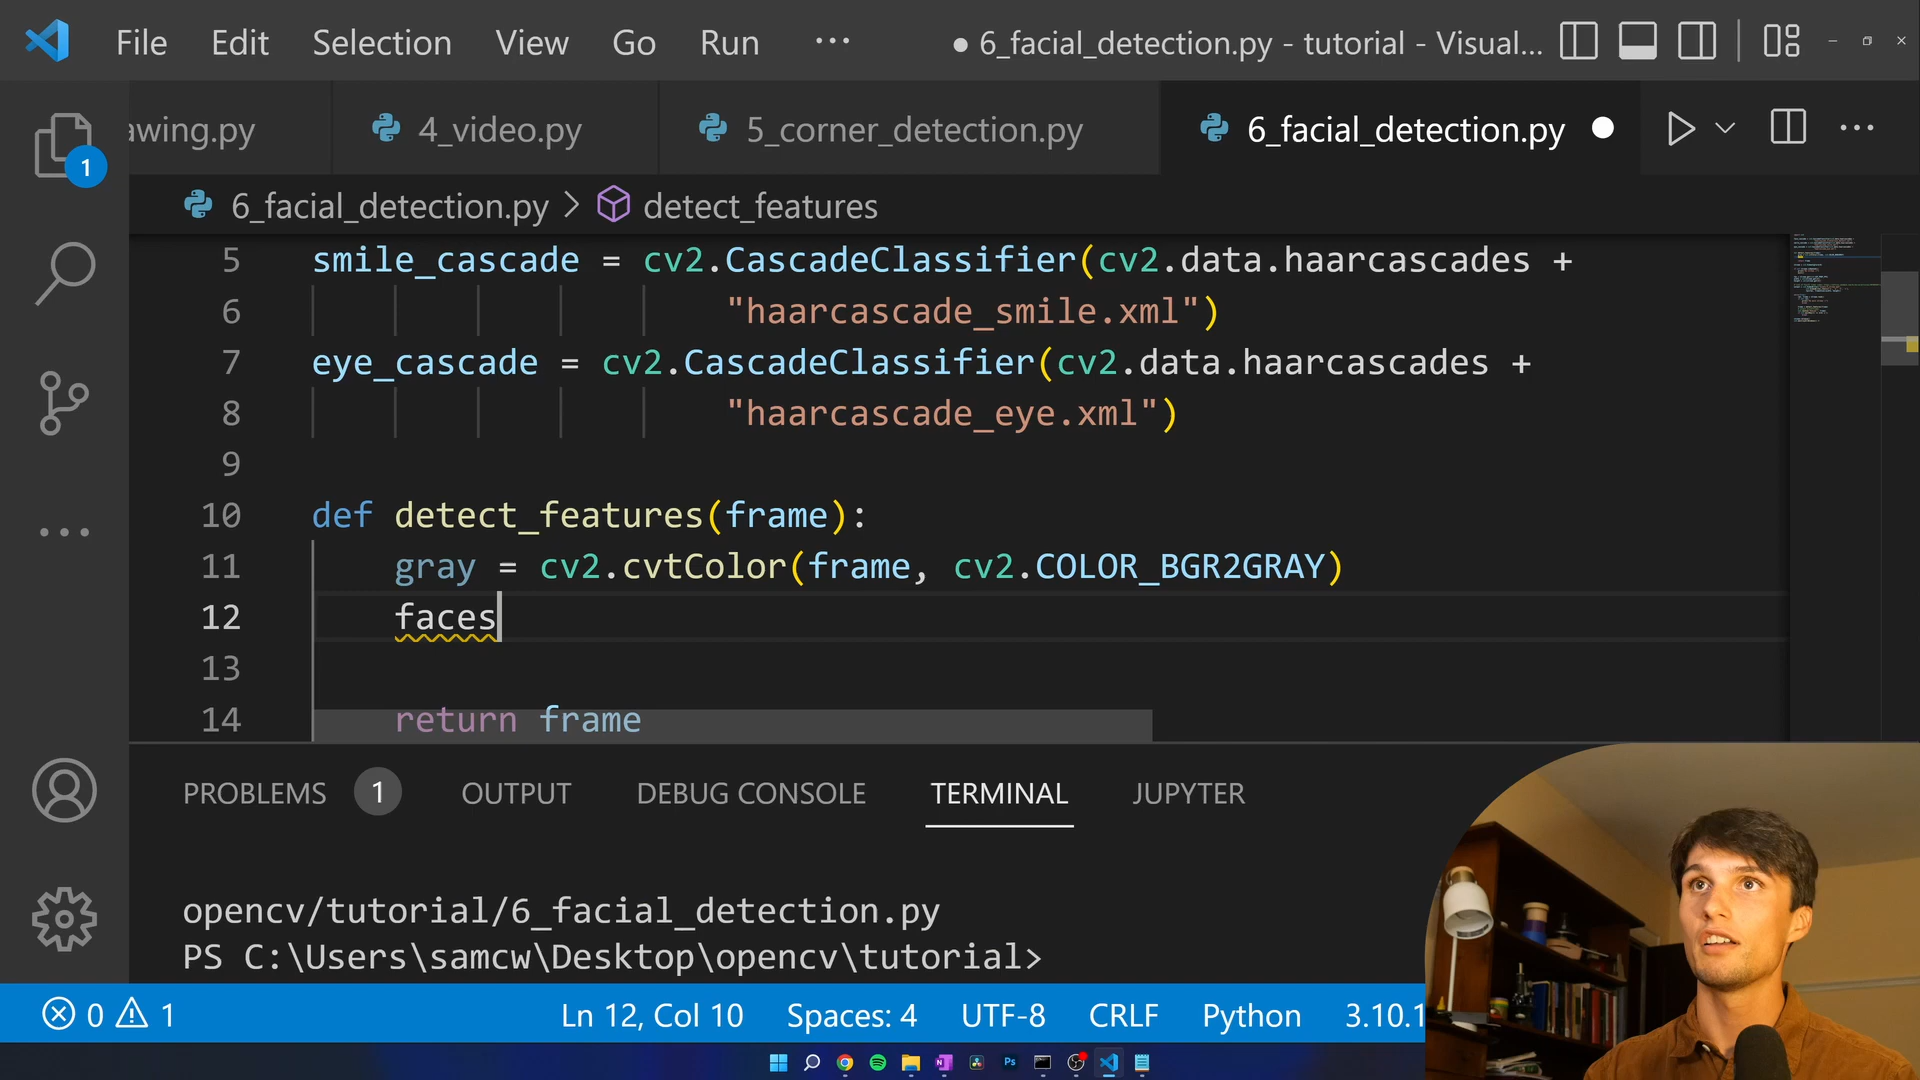 File Edit Selection View Go Run ... ● 6_facial_detection.py - tutorial - Visual...
awing.py 4_video.py 5_corner_detection.py 6_facial_detection.py
6_facial_detection.py > detect_features
5 smile_cascade = cv2.CascadeClassifier(cv2.data.haarcascades +
6 "haarcascade_smile.xml")
7 eye_cascade = cv2.CascadeClassifier(cv2.data.haarcascades +
8 "haarcascade_eye.xml")
9
10 def detect_features(frame):
11 gray = cv2.cvtColor(frame, cv2.COLOR_BGR2GRAY)
12 faces
13
14 return frame
PROBLEMS 1 OUTPUT DEBUG CONSOLE TERMINAL JUPYTER
opencv/tutorial/6_facial_detection.py
PS C:\Users\samcw\Desktop\opencv\tutorial>
0 1 Ln 12, Col 10 Spaces: 4 UTF-8 CRLF Python 3.10.1
1
Ps